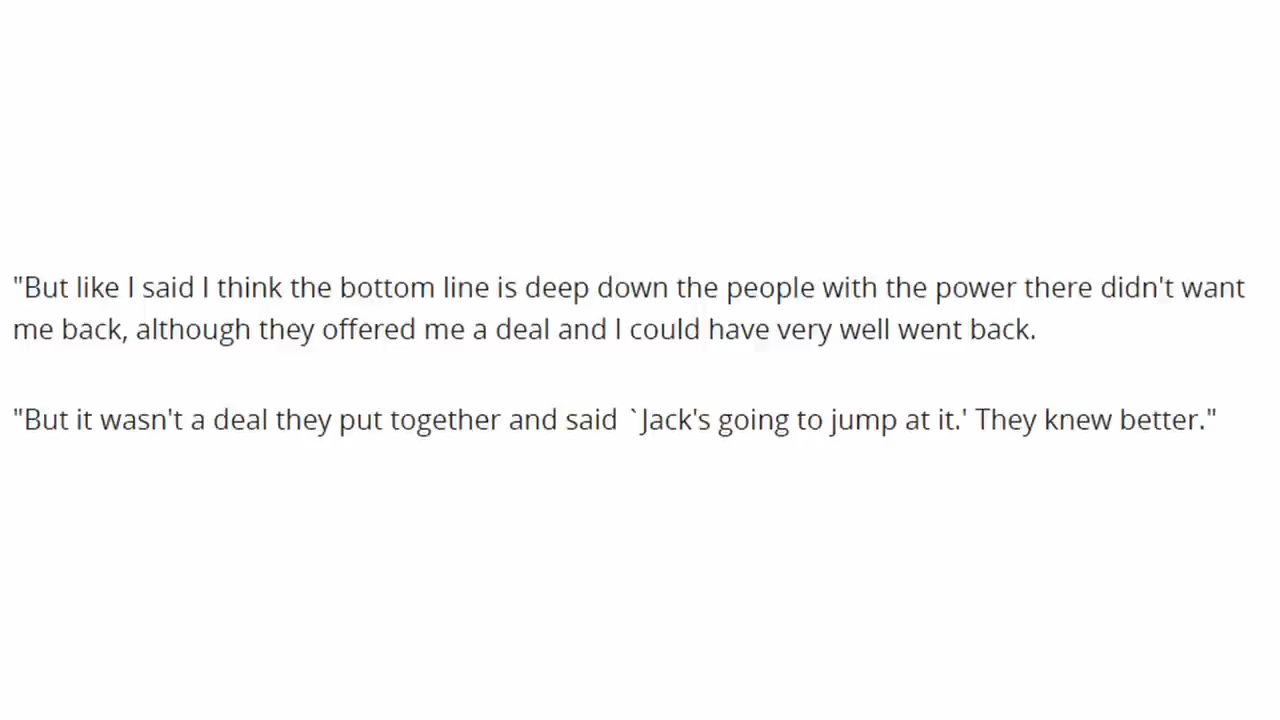 "But like I said I think the bottom line is deep down the people with the power there didn't want
me back, although they offered me a deal and I could have very well went back.
"But it wasn't a deal they put together and said `Jack's going to jump at it.' They knew better."